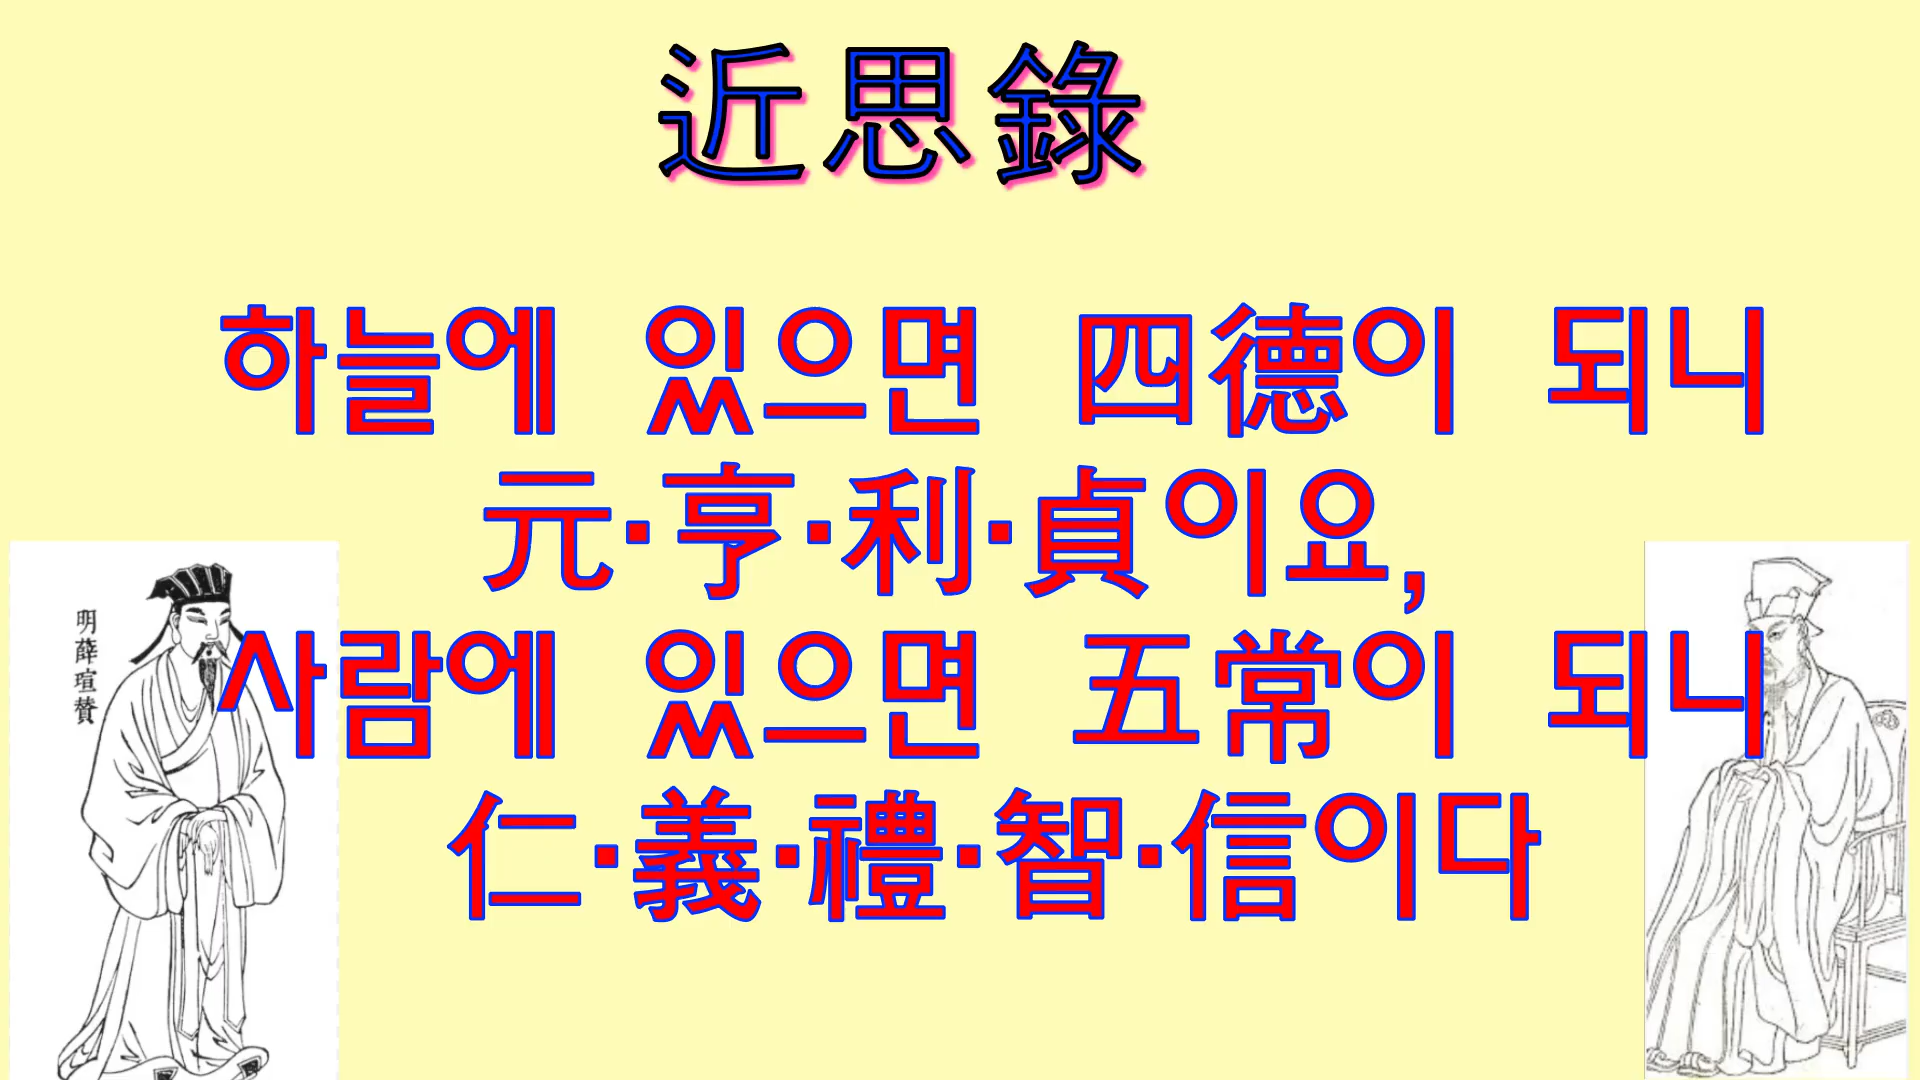 近思錄
하늘에 있으면 四德이 되니
元·亨·利·貞이요,
사람에 있으면 五常이 되니
仁·義·禮·智·信이다
明薛瑄贊